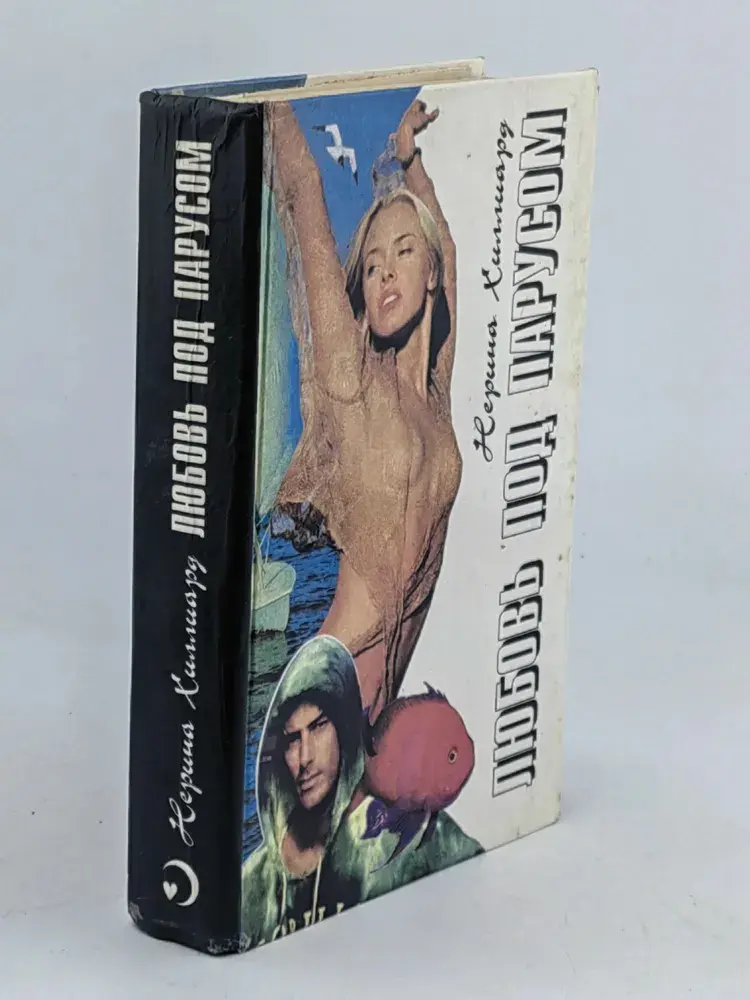 Нерина Хиллиард ЛЮБОВЬ ПОД ПАРУСОМ
Нерина Хиллиард
ЛЮБОВЬ ПОД ПАРУСОМ